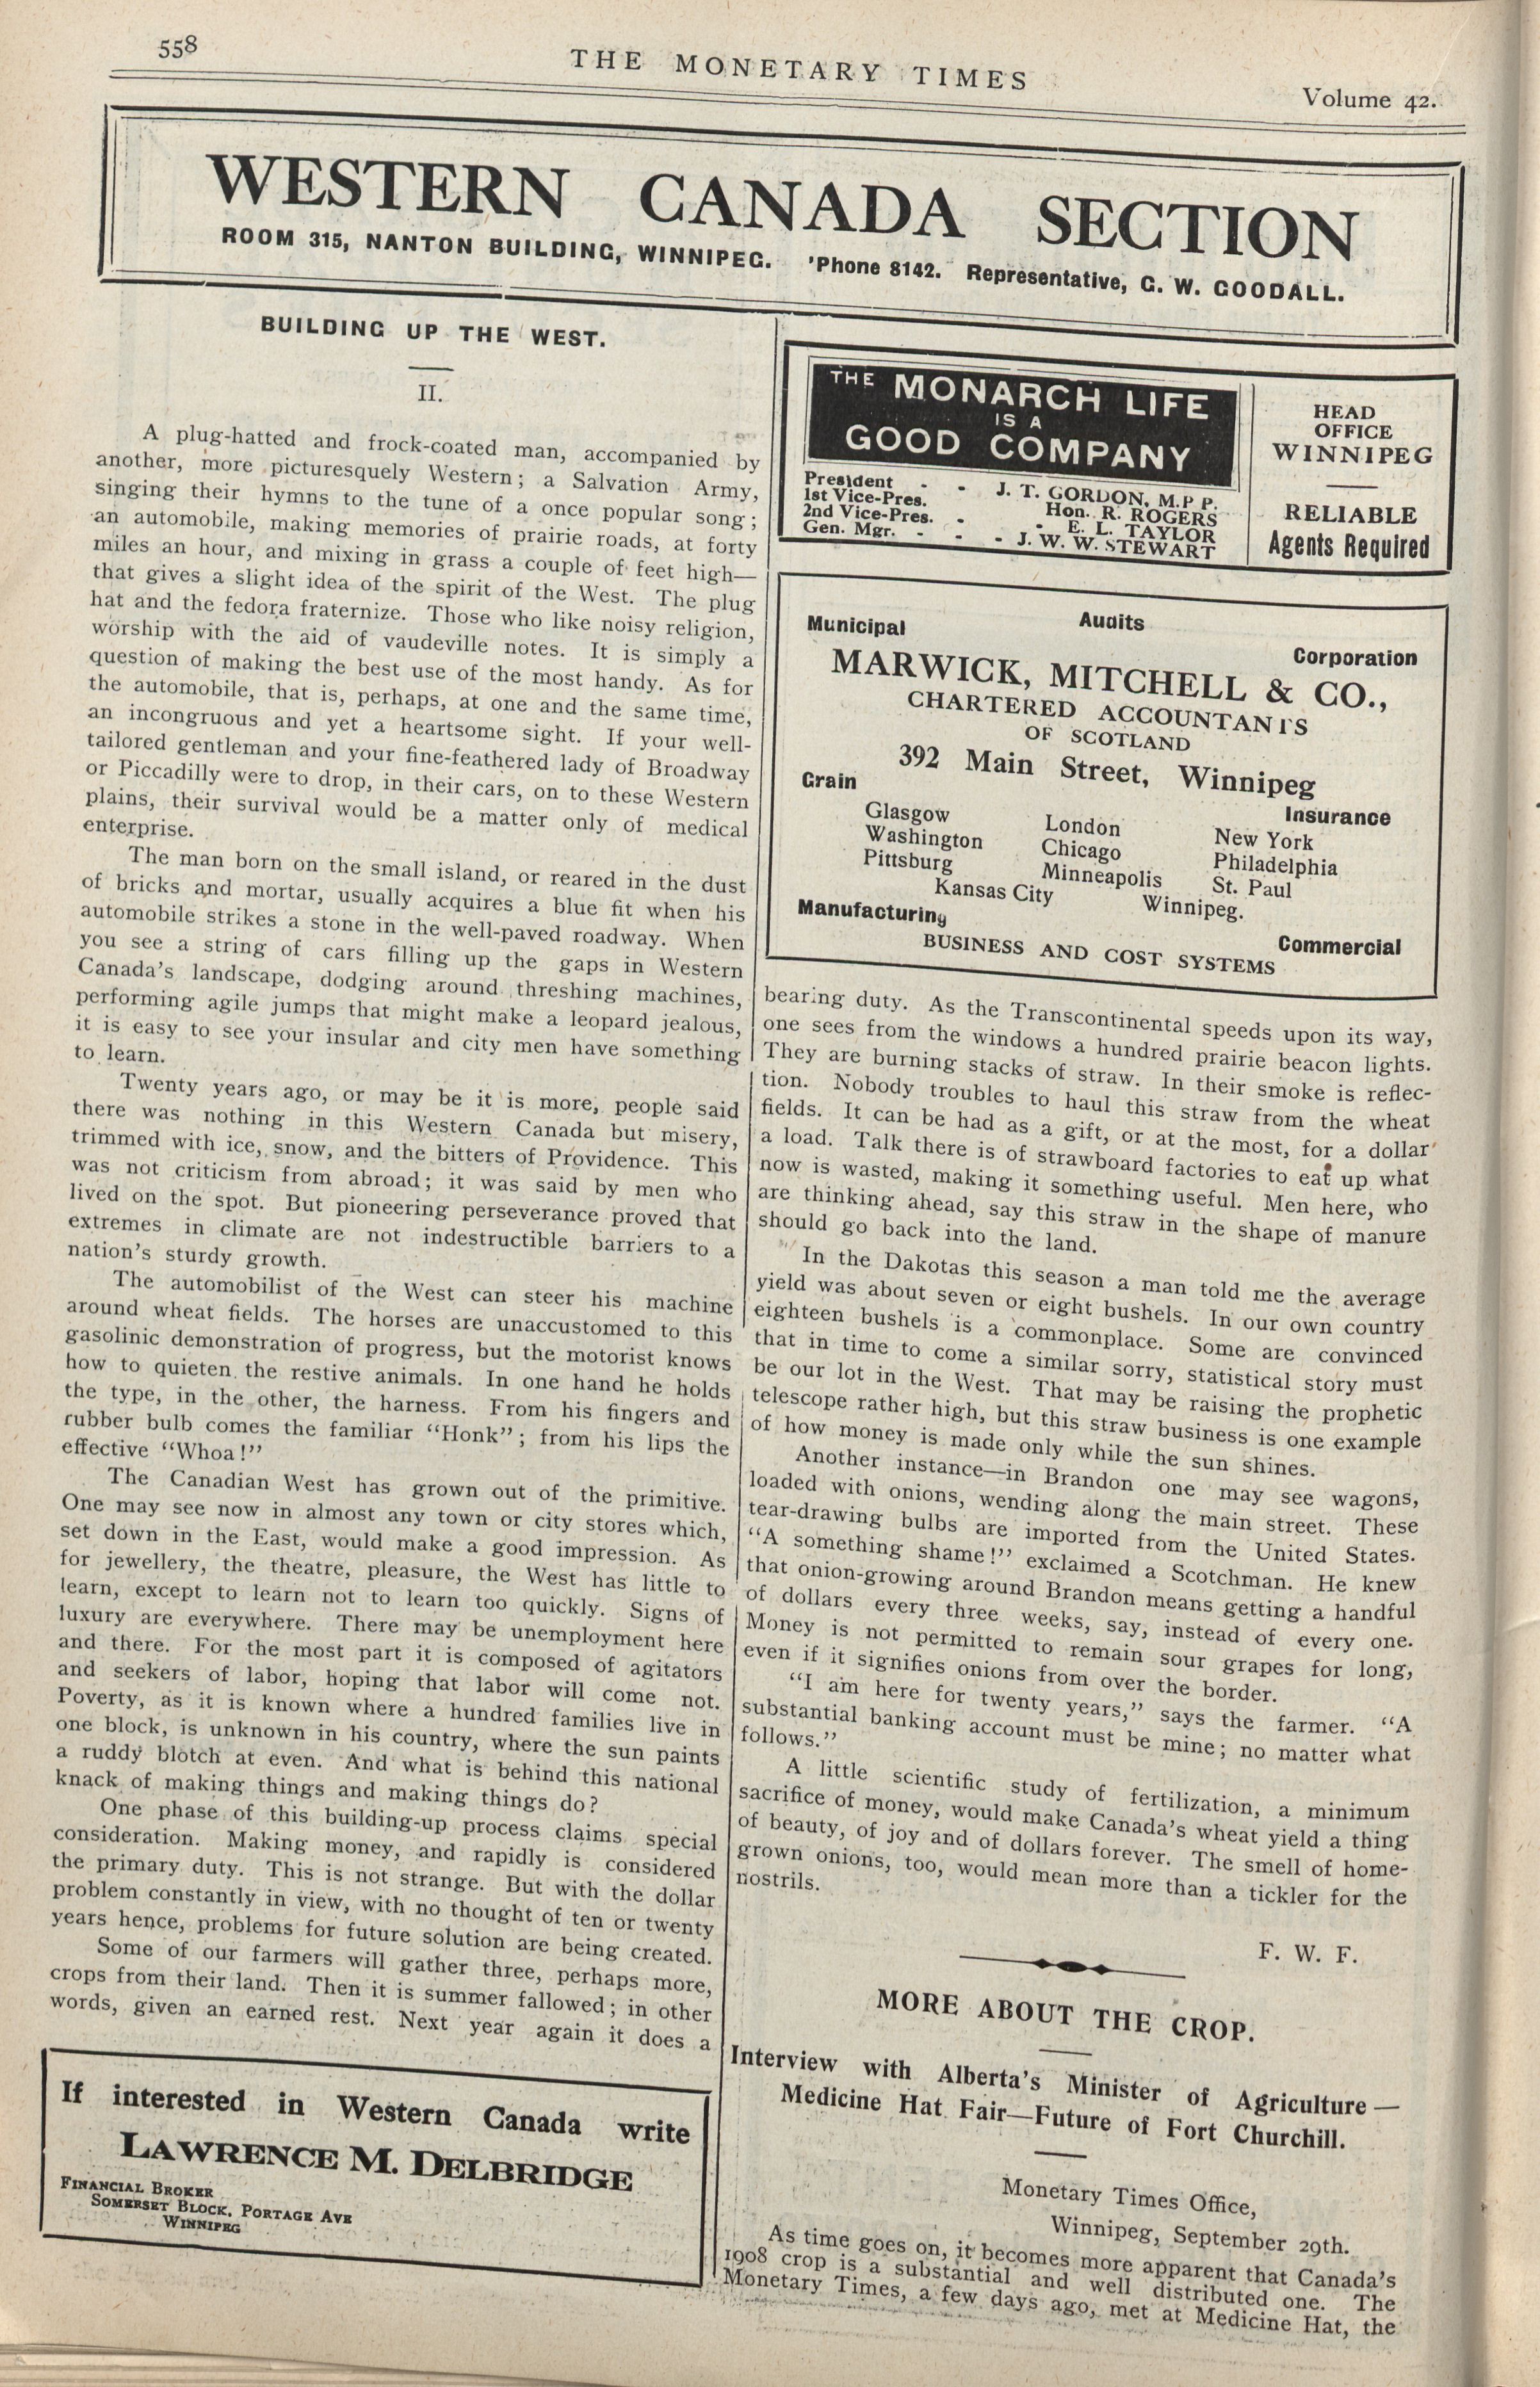 558
THE MONETARY TIMES
Volume 42.
WESTERN CANADA SECTION
ROOM 315, NANTON BUILDING, WINNIPEG. 'Phone 8142. Representative, G. W. GOODALL.
BUILDING UP THE WEST.
II.
A plug-hatted and frock-coated man, accompanied by
another, more picturesquely Western; a Salvation Army,
singing their hymns to the tune of a once popular song;
an automobile, making memories of prairie roads, at forty
miles an hour, and mixing in grass a couple of feet high—
that gives a slight idea of the spirit of the West. The plug
hat and the fedora fraternize. Those who like noisy religion,
worship with the aid of vaudeville notes. It is simply a
question of making the best use of the most handy. As for
the automobile, that is, perhaps, at one and the same time,
an incongruous and yet a heartsome sight. If your well-
tailored gentleman and your fine-feathered lady of Broadway
or Piccadilly were to drop, in their cars, on to these Western
plains, their survival would be a matter only of medical
enterprise.
The man born on the small island, or reared in the dust
of bricks and mortar, usually acquires a blue fit when his
automobile strikes a stone in the well-paved roadway. When
you see a string of cars filling up the gaps in Western
Canada's landscape, dodging around threshing machines,
performing agile jumps that might make a leopard jealous,
it is easy to see your insular and city men have something
to learn.
Twenty years ago, or may be it is more, people said
there was nothing in this Western Canada but misery,
trimmed with ice, snow, and the bitters of Providence. This
was not criticism from abroad; it was said by men who
lived on the spot. But pioneering perseverance proved that
extremes in climate are not indestructible barriers to a
nation's sturdy growth.
The automobilist of the West can steer his machine
around wheat fields. The horses are unaccustomed to this
gasolinic demonstration of progress, but the motorist knows
how to quieten the restive animals. In one hand he holds
the type, in the other, the harness. From his fingers and
rubber bulb comes the familiar "Honk"; from his lips the
effective "Whoa!"
The Canadian West has grown out of the primitive.
One may see now in almost any town or city stores which,
set down in the East, would make a good impression. As
for jewellery, the theatre, pleasure, the West has little to
learn, except to learn not to learn too quickly. Signs of
luxury are everywhere. There may be unemployment here
and there. For the most part it is composed of agitators
and seekers of labor, hoping that labor will come not.
Poverty, as it is known where a hundred families live in
one block, is unknown in his country, where the sun paints
a ruddy blotch at even. And what is behind this national
knack of making things and making things do?
One phase of this building-up process claims special
consideration. Making money, and rapidly is considered
the primary duty. This is not strange. But with the dollar
problem constantly in view, with no thought of ten or twenty
years hence, problems for future solution are being created.
Some of our farmers will gather three, perhaps more,
crops from their land. Then it is summer fallowed; in other
words, given an earned rest. Next year again it does a
If interested in Western Canada write
LAWRENCE M. DELBRIDGE
FINANCIAL BROKER
SOMERSET BLOCK, PORTAGE AVE
WINNIPEG
THE MONARCH LIFE
IS A
GOOD COMPANY
President - - J. T. GORDON, M.P.P.
1st Vice-Pres. Hon. R. ROGERS
2nd Vice-Pres. - - E. L. TAYLOR
Gen. Mgr. - - - J. W. W. STEWART
HEAD
OFFICE
WINNIPEG
RELIABLE
Agents Required
Municipal Audits Corporation
MARWICK, MITCHELL & CO.,
CHARTERED ACCOUNTANTS
OF SCOTLAND
392 Main Street, Winnipeg
Grain Insurance
Glasgow London New York
Washington Chicago Philadelphia
Pittsburg Minneapolis St. Paul
Kansas City Winnipeg.
Manufacturing Commercial
BUSINESS AND COST SYSTEMS
bearing duty. As the Transcontinental speeds upon its way,
one sees from the windows a hundred prairie beacon lights.
They are burning stacks of straw. In their smoke is reflec-
tion. Nobody troubles to haul this straw from the wheat
fields. It can be had as a gift, or at the most, for a dollar
a load. Talk there is of strawboard factories to eat up what
now is wasted, making it something useful. Men here, who
are thinking ahead, say this straw in the shape of manure
should go back into the land.
In the Dakotas this season a man told me the average
yield was about seven or eight bushels. In our own country
eighteen bushels is a commonplace. Some are convinced
that in time to come a similar sorry, statistical story must
be our lot in the West. That may be raising the prophetic
telescope rather high, but this straw business is one example
of how money is made only while the sun shines.
Another instance—in Brandon one may see wagons,
loaded with onions, wending along the main street. These
tear-drawing bulbs are imported from the United States.
"A something shame!" exclaimed a Scotchman. He knew
that onion-growing around Brandon means getting a handful
of dollars every three weeks, say, instead of every one.
Money is not permitted to remain sour grapes for long,
even if it signifies onions from over the border.
"I am here for twenty years," says the farmer. "A
substantial banking account must be mine; no matter what
follows."
A little scientific study of fertilization, a minimum
sacrifice of money, would make Canada's wheat yield a thing
of beauty, of joy and of dollars forever. The smell of home-
grown onions, too, would mean more than a tickler for the
nostrils.
F. W. F.
MORE ABOUT THE CROP.
Interview with Alberta's Minister of Agriculture—
Medicine Hat Fair—Future of Fort Churchill.
Monetary Times Office,
Winnipeg, September 29th.
As time goes on, it becomes more apparent that Canada's
1908 crop is a substantial and well distributed one. The
Monetary Times, a few days ago, met at Medicine Hat, the